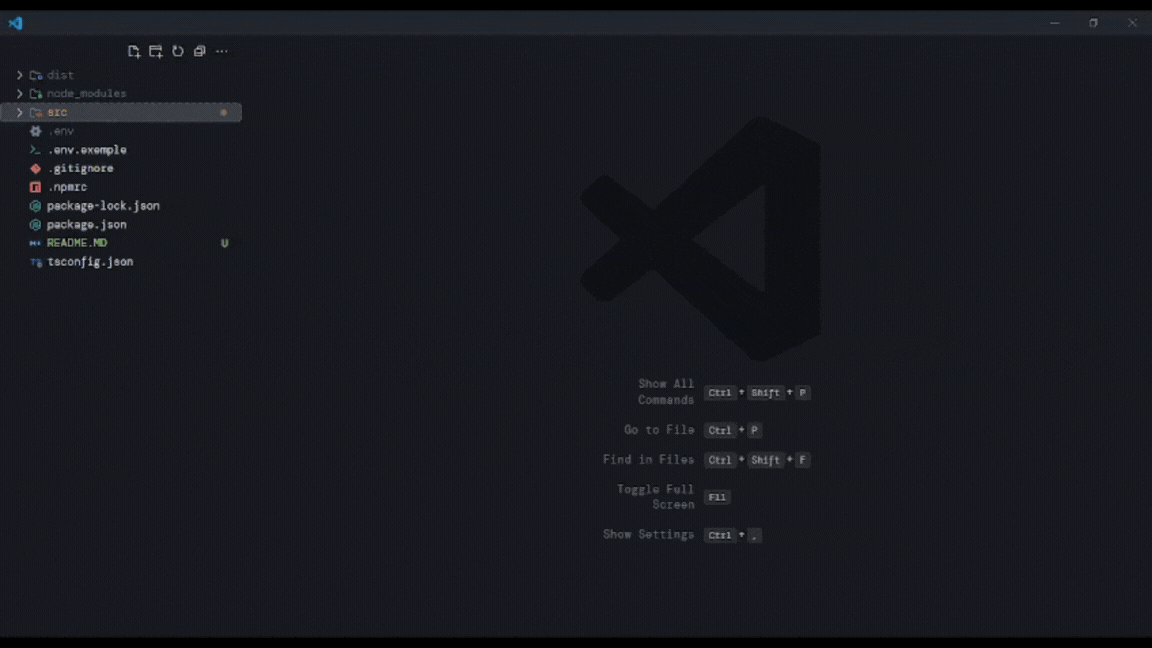 dist
node_modules
src
.env
.env.exemple
.gitignore
.npmrc
package-lock.json
package.json
README.MD U
tsconfig.json
Show All
Commands Ctrl + Shift + P
Go to File Ctrl + P
Find in Files Ctrl + Shift + F
Toggle Full
Screen F11
Show Settings Ctrl + ,